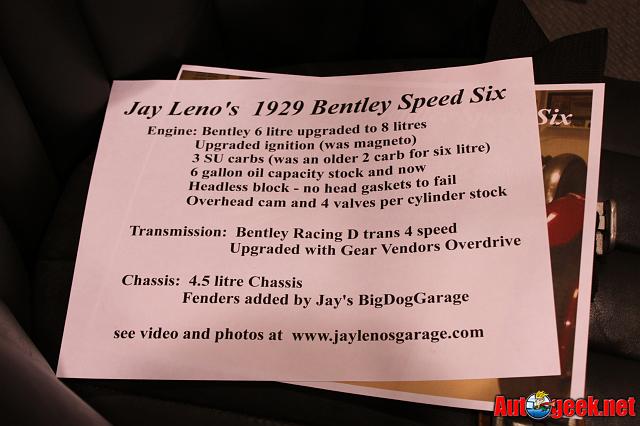 Jay Leno's 1929 Bentley Speed Six
Engine: Bentley 6 litre upgraded to 8 litres
Upgraded ignition (was magneto)
3 SU carbs (was an older 2 carb for six litre)
6 gallon oil capacity stock and now
Headless block - no head gaskets to fail
Overhead cam and 4 valves per cylinder stock
Transmission: Bentley Racing D trans 4 speed
Upgraded with Gear Vendors Overdrive
Chassis: 4.5 litre Chassis
Fenders added by Jay's BigDogGarage
see video and photos at www.jaylenosgarage.com
Six
Autogeek.net